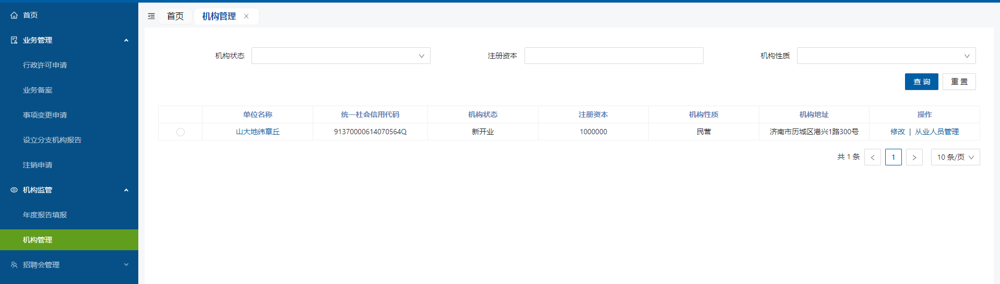 首页
业务管理
行政许可申请
业务备案
事项变更申请
设立分支机构报告
注销申请
机构监管
年度报告填报
机构管理
招聘会管理
首页 机构管理
机构状态 注册资本 机构性质
查 询 重 置
单位名称 统一社会信用代码 机构状态 注册资本 机构性质 机构地址 操作
山大地纬章丘 91370000614070564Q 新开业 1000000 民营 济南市历城区港兴1路300号 修改 | 从业人员管理
共 1 条 < 1 > 10 条/页